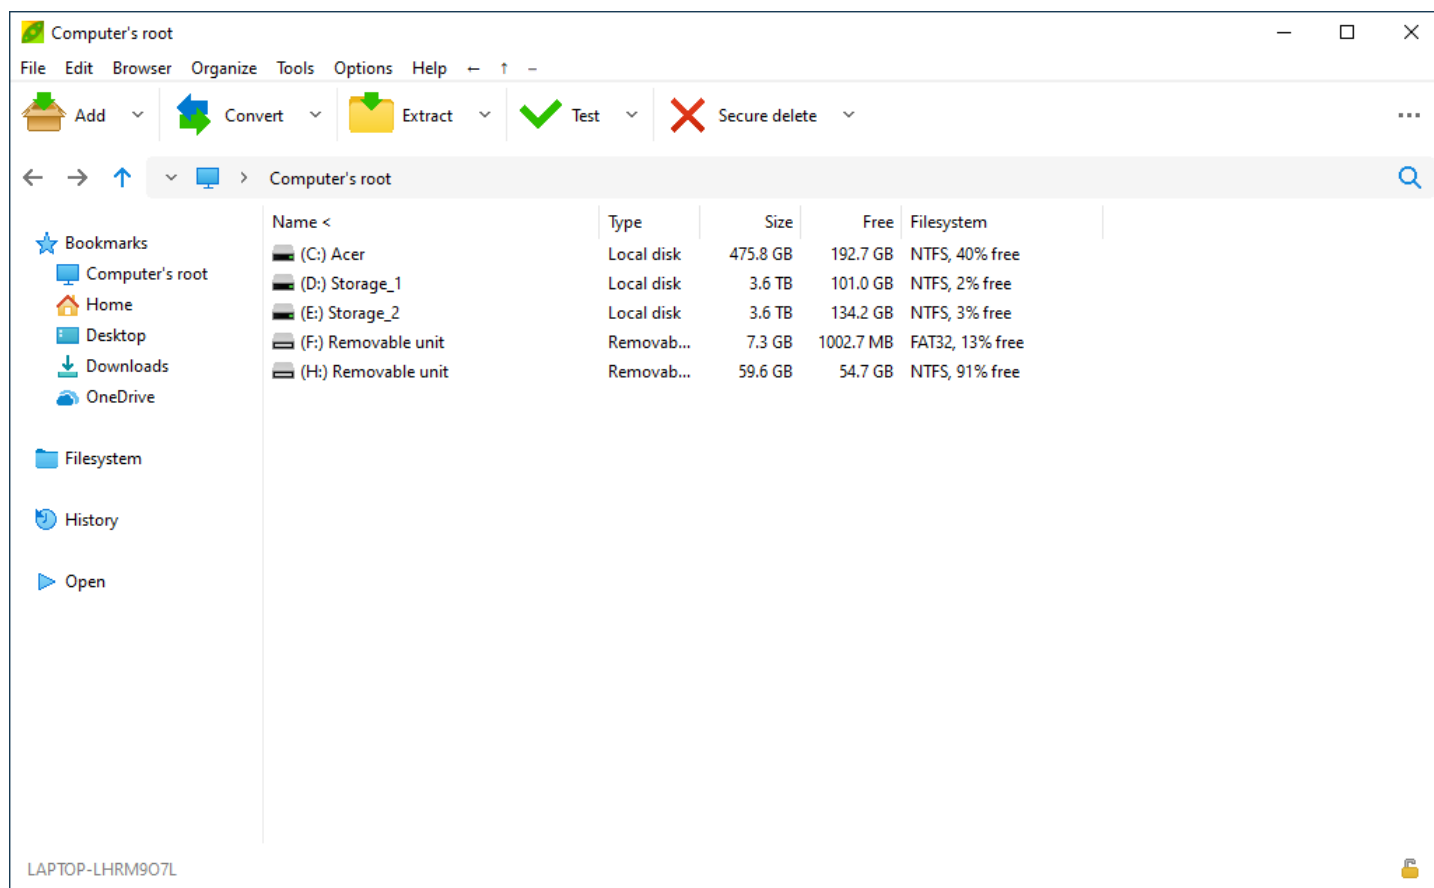 Computer's root
File Edit Browser Organize Tools Options Help ← ↑ –
Add Convert Extract Test Secure delete ...
Computer's root
Name < Type Size Free Filesystem
Bookmarks
Computer's root
Home
Desktop
Downloads
OneDrive
Filesystem
History
Open
(C:) Acer Local disk 475.8 GB 192.7 GB NTFS, 40% free
(D:) Storage_1 Local disk 3.6 TB 101.0 GB NTFS, 2% free
(E:) Storage_2 Local disk 3.6 TB 134.2 GB NTFS, 3% free
(F:) Removable unit Removab... 7.3 GB 1002.7 MB FAT32, 13% free
(H:) Removable unit Removab... 59.6 GB 54.7 GB NTFS, 91% free
LAPTOP-LHRM9O7L